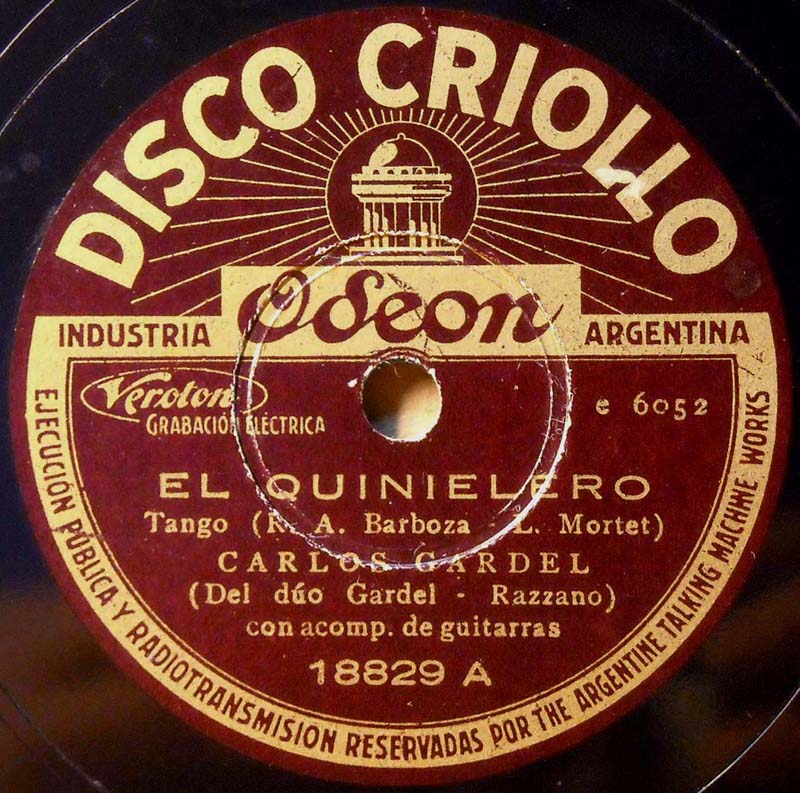 DISCO CRIOLLO
Odeon
INDUSTRIA ARGENTINA
Veroton
GRABACIÓN ELÉCTRICA
e 6052
EL QUINIELERO
Tango (R. A. Barboza - L. Mortet)
CARLOS GARDEL
(Del dúo Gardel - Razzano)
con acomp. de guitarras
18829 A
EJECUCIÓN PÚBLICA Y RADIOTRANSMISION RESERVADAS POR THE ARGENTINE TALKING MACHINE WORKS